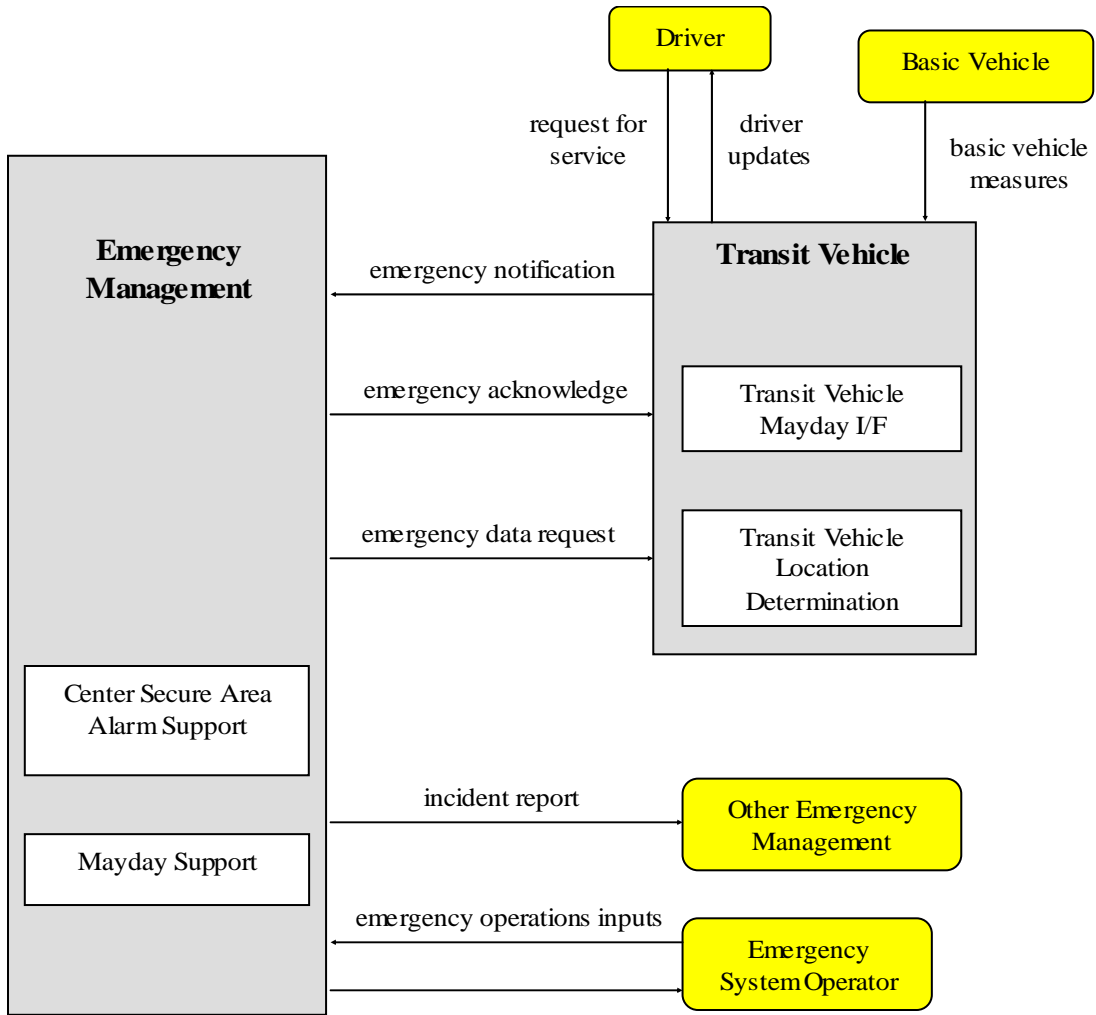 Driver
Basic Vehicle
request for
service
driver
updates
basic vehicle
measures
Emergency
Management
Transit Vehicle
emergency notification
emergency acknowledge
Transit Vehicle
Mayday I/F
emergency data request
Transit Vehicle
Location
Determination
Center Secure Area
Alarm Support
incident report
Other Emergency
Management
Mayday Support
emergency operations inputs
Emergency
System Operator